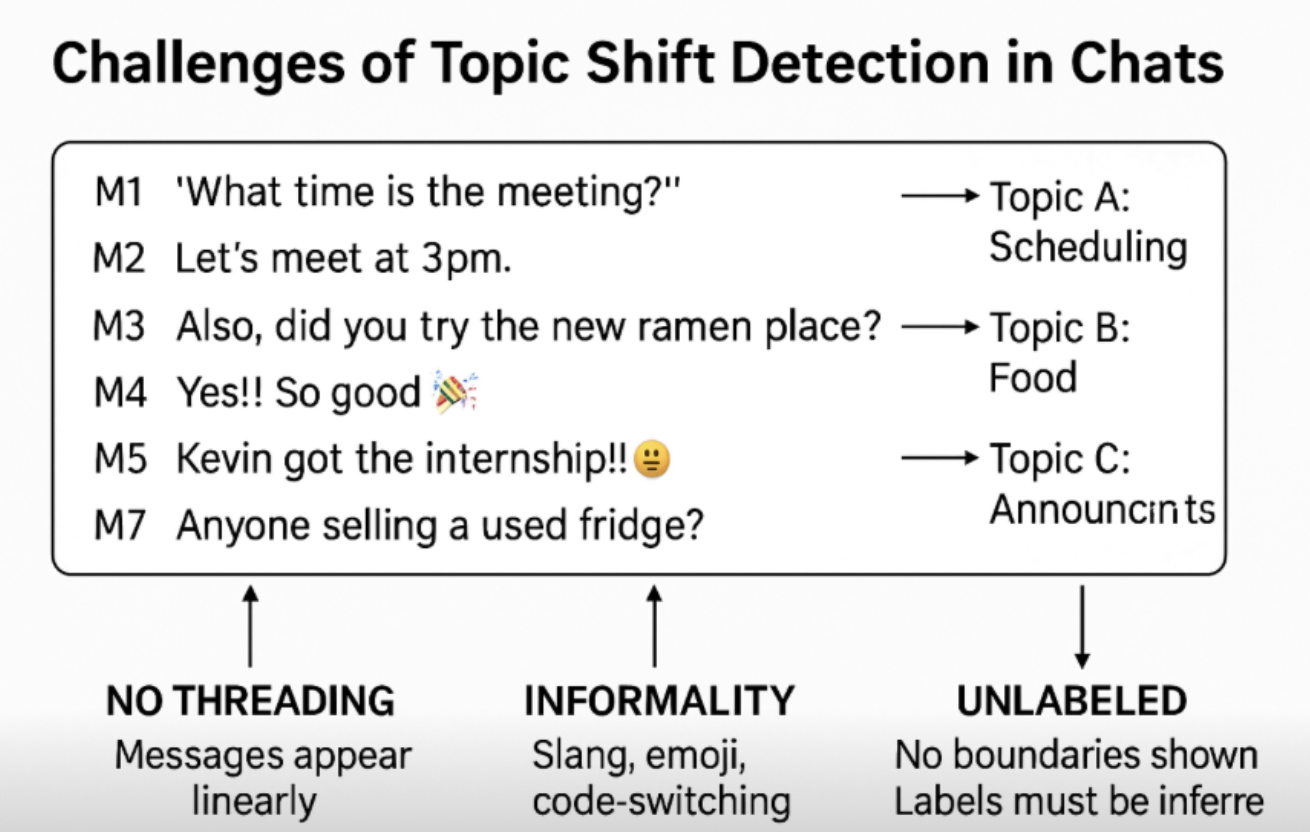 Challenges of Topic Shift Detection in Chats
M1 'What time is the meeting?"
Topic A:
Scheduling
M2 Let's meet at 3pm.
M3 Also, did you try the new ramen place?
Topic B:
Food
M4 Yes!! So good 🎉
M5 Kevin got the internship!!😐
Topic C:
Announcints
M7 Anyone selling a used fridge?
NO THREADING
Messages appear
linearly
INFORMALITY
Slang, emoji,
code-switching
UNLABELED
No boundaries shown
Labels must be inferre